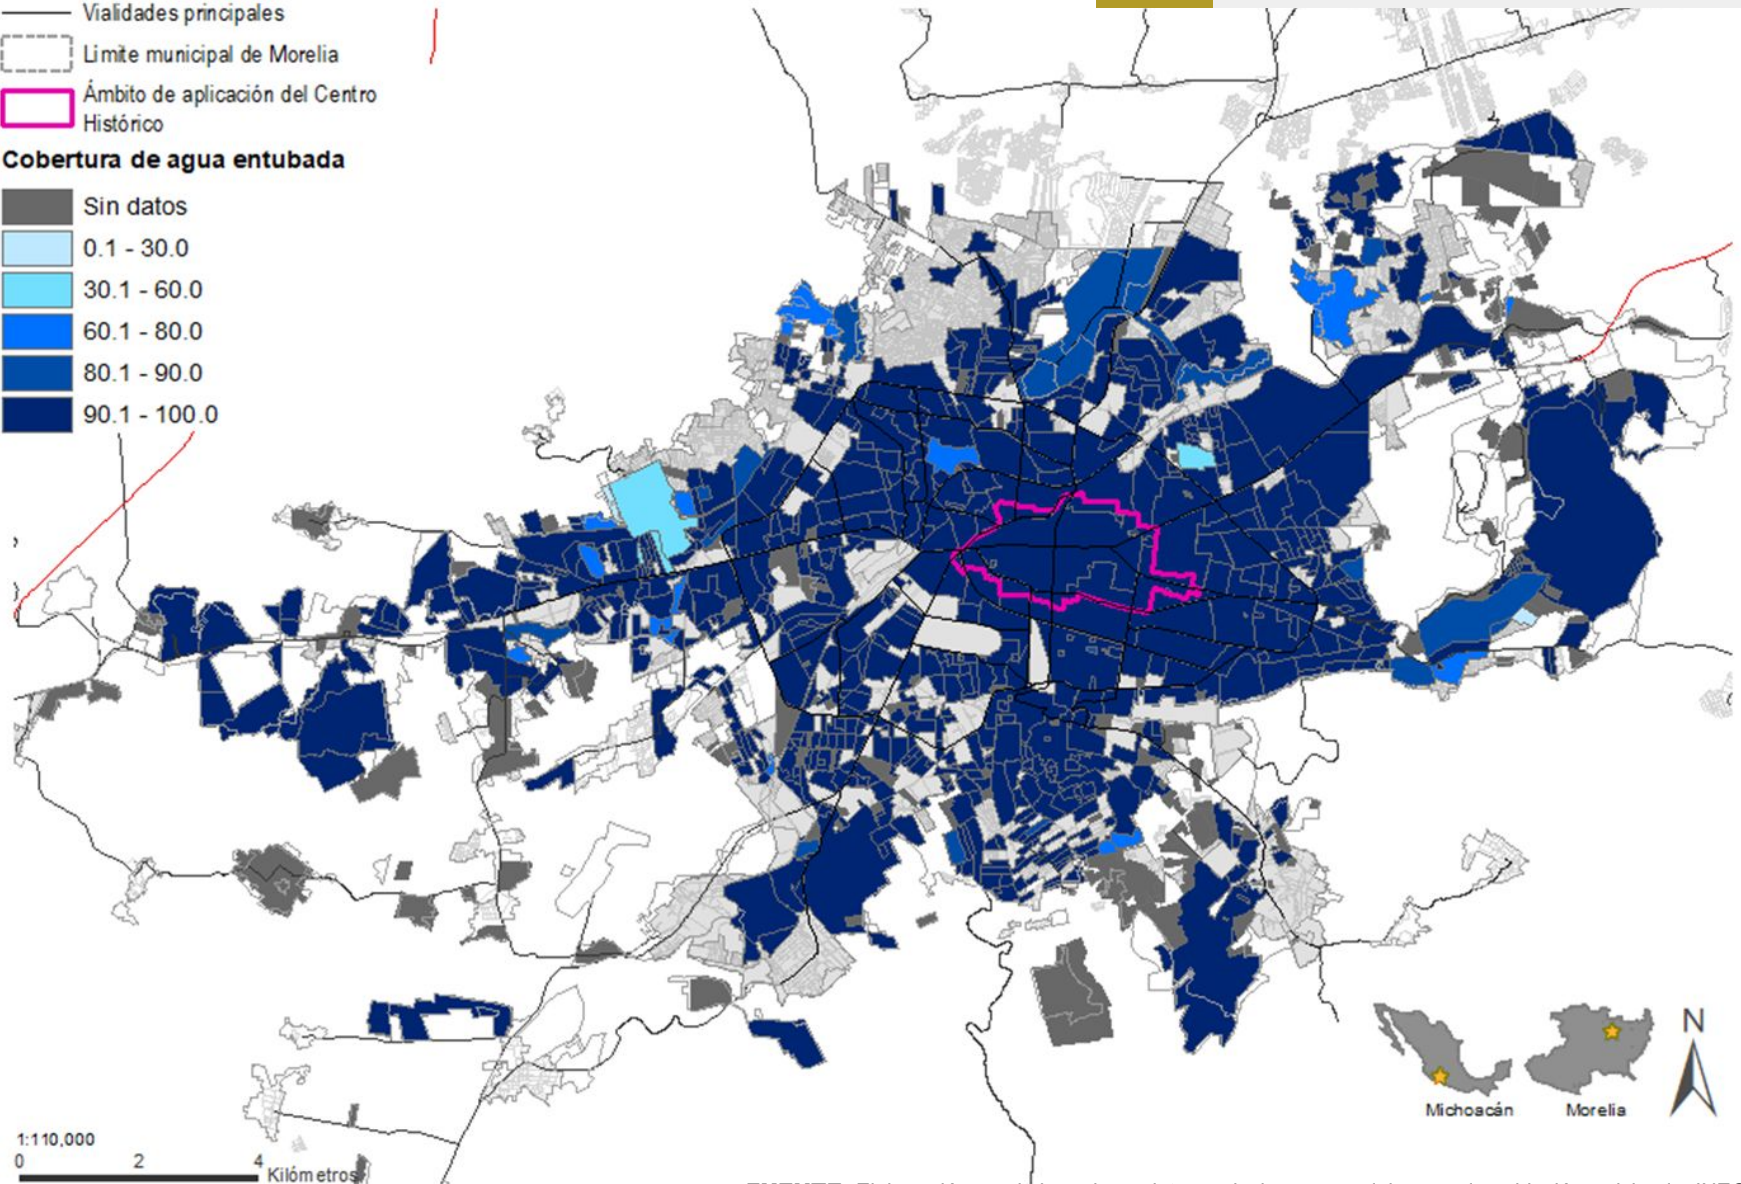 Vialidades principales
Limite municipal de Morelia
Ámbito de aplicación del Centro
Histórico
Cobertura de agua entubada
Sin datos
0.1 - 30.0
30.1 - 60.0
60.1 - 80.0
80.1 - 90.0
90.1 - 100.0
N
Michoacán
Morelia
1:110,000
0 2 4 Kilómetros